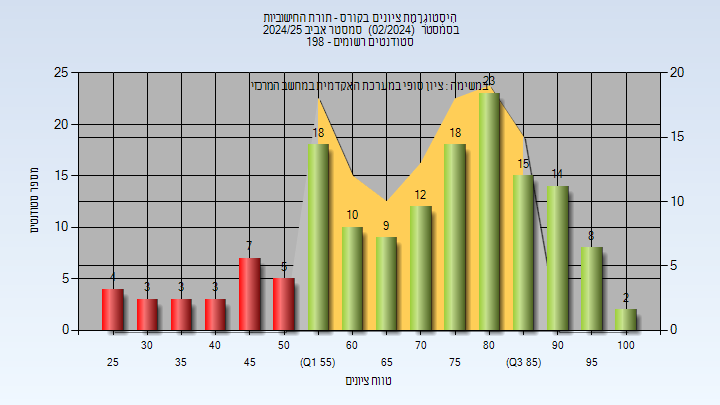 היסטוגרמת ציונים בקורס - תורת החישוביות
בסמסטר (02/2024) סמסטר אביב 2024/25
סטודנטים רשומים - 198
במשימה : ציון סופי במערכת האקדמית במחשב המרכזי
מספר סטודנטים
25 20 15 10 5 0
20 15 10 5 0
4 3 3 3 7 5 18 10 9 12 18 23 15 14 8 2
30 40 50 60 70 80 90 100
25 35 45 (Q1 55) 65 75 (Q3 85) 95
טווח ציונים